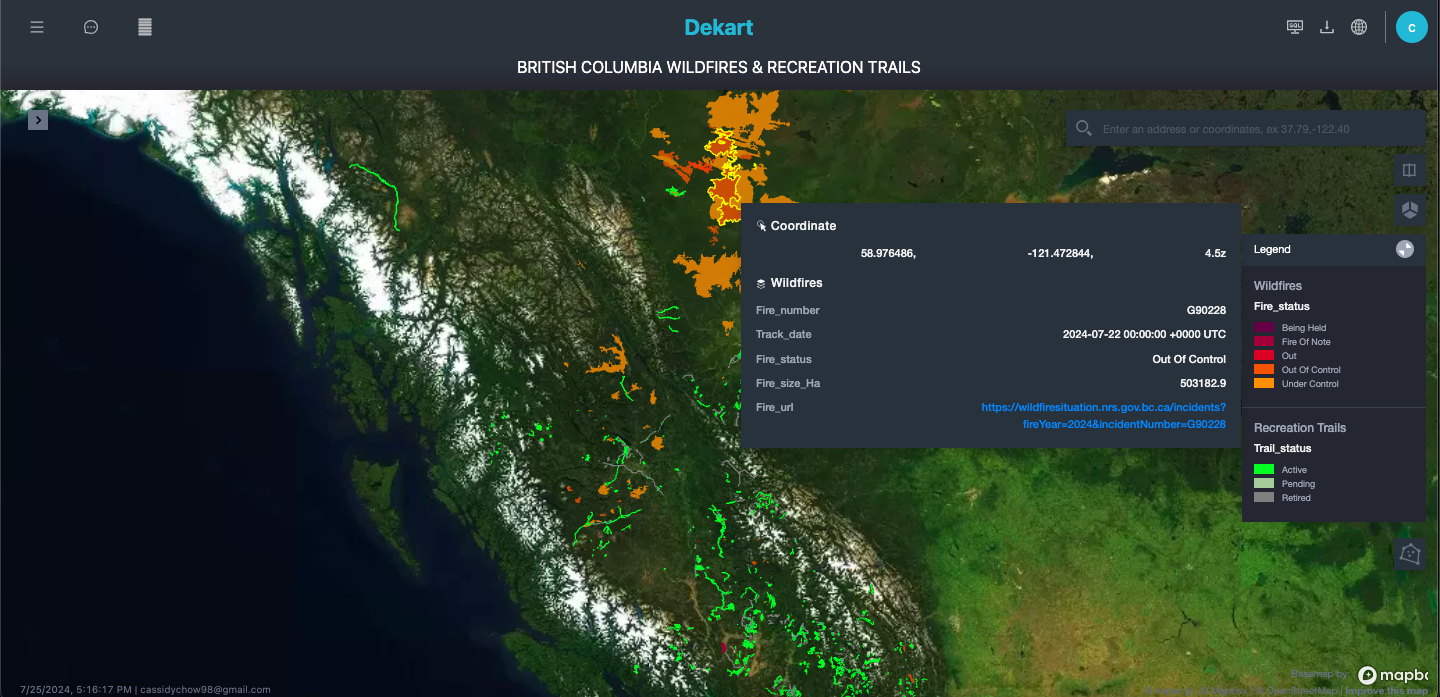 Dekart
SQL
C
BRITISH COLUMBIA WILDFIRES & RECREATION TRAILS
Enter an address or coordinates, ex 37.79,-122.40
Coordinate
58.976486, -121.472844, 4.5z
Wildfires
Fire_number G90228
Track_date 2024-07-22 00:00:00 +0000 UTC
Fire_status Out Of Control
Fire_size_Ha 503182.9
Fire_url https://wildfiresituation.nrs.gov.bc.ca/incidents?
fireYear=2024&incidentNumber=G90228
Legend
Wildfires
Fire_status
Being Held
Fire Of Note
Out
Out Of Control
Under Control
Recreation Trails
Trail_status
Active
Pending
Retired
Basemap by:
mapbo
7/25/2024, 5:16:17 PM | cassidychow98@gmail.com
OpenStreetMap | Improve this map